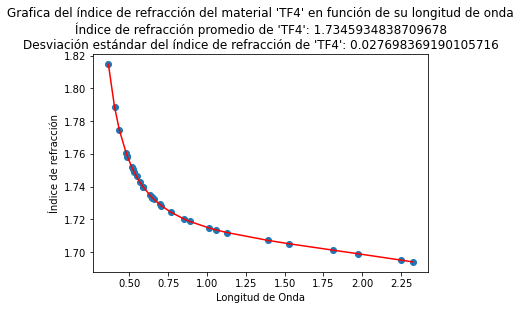 Grafica del índice de refracción del material 'TF4' en función de su longitud de onda
Índice de refracción promedio de 'TF4': 1.7345934838709678
Desviación estándar del índice de refracción de 'TF4': 0.027698369190105716
1.82
1.80
1.78
1.76
1.74
1.72
1.70
Índice de refracción
0.50 0.75 1.00 1.25 1.50 1.75 2.00 2.25
Longitud de Onda